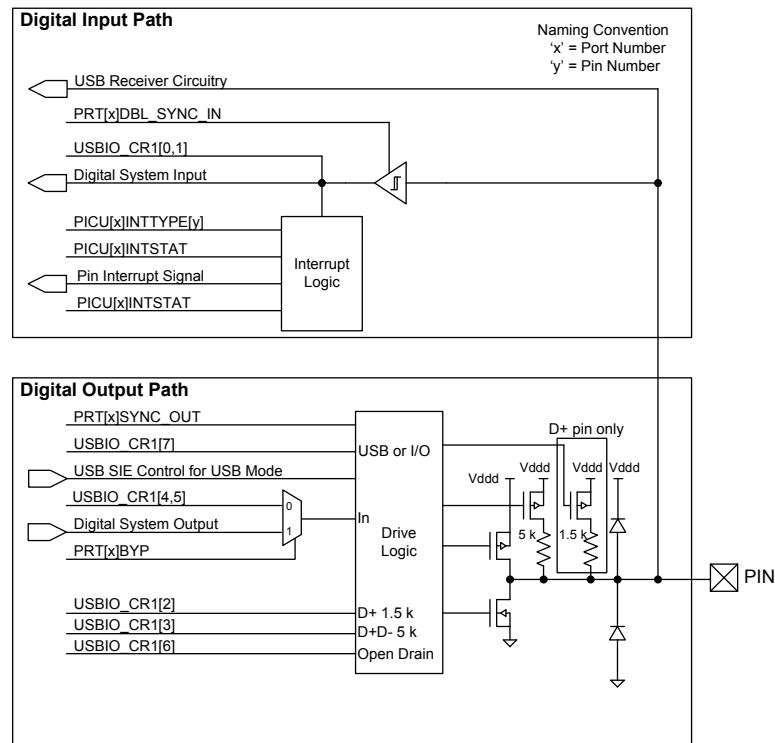 Digital Input Path
Naming Convention
'x' = Port Number
'y' = Pin Number
USB Receiver Circuitry
PRT[x]DBL_SYNC_IN
USBIO_CR1[0,1]
Digital System Input
PICU[x]INTTYPE[y]
PICU[x]INTSTAT
Pin Interrupt Signal
PICU[x]INTSTAT
Interrupt
Logic
Digital Output Path
PRT[x]SYNC_OUT
USBIO_CR1[7]
USB SIE Control for USB Mode
USBIO_CR1[4,5]
Digital System Output
PRT[x]BYP
0
1
USBIO_CR1[2]
USBIO_CR1[3]
USBIO_CR1[6]
USB or I/O
In
Drive
Logic
D+ 1.5 k
D+D- 5 k
Open Drain
D+ pin only
Vddd
Vddd
Vddd
Vddd
5 k
1.5 k
PIN